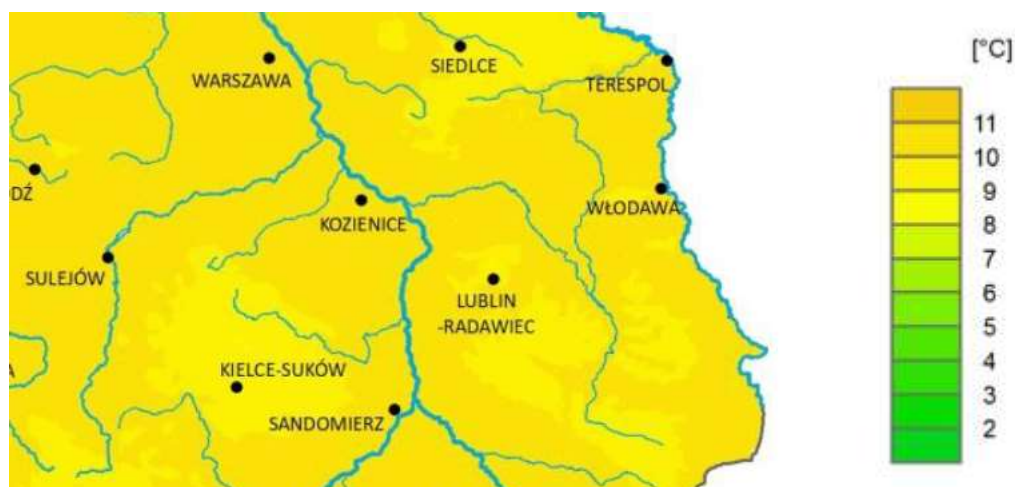 SIEDLCE
[°C]
WARSZAWA
TERESPOL
11
10
DŹ
9
WŁODAWA
KOZIENICE
8
7
SULEJÓW
6
LUBLIN
-RADAWIEC
5
4
A
KIELCE-SUKÓW
3
SANDOMIERZ
2